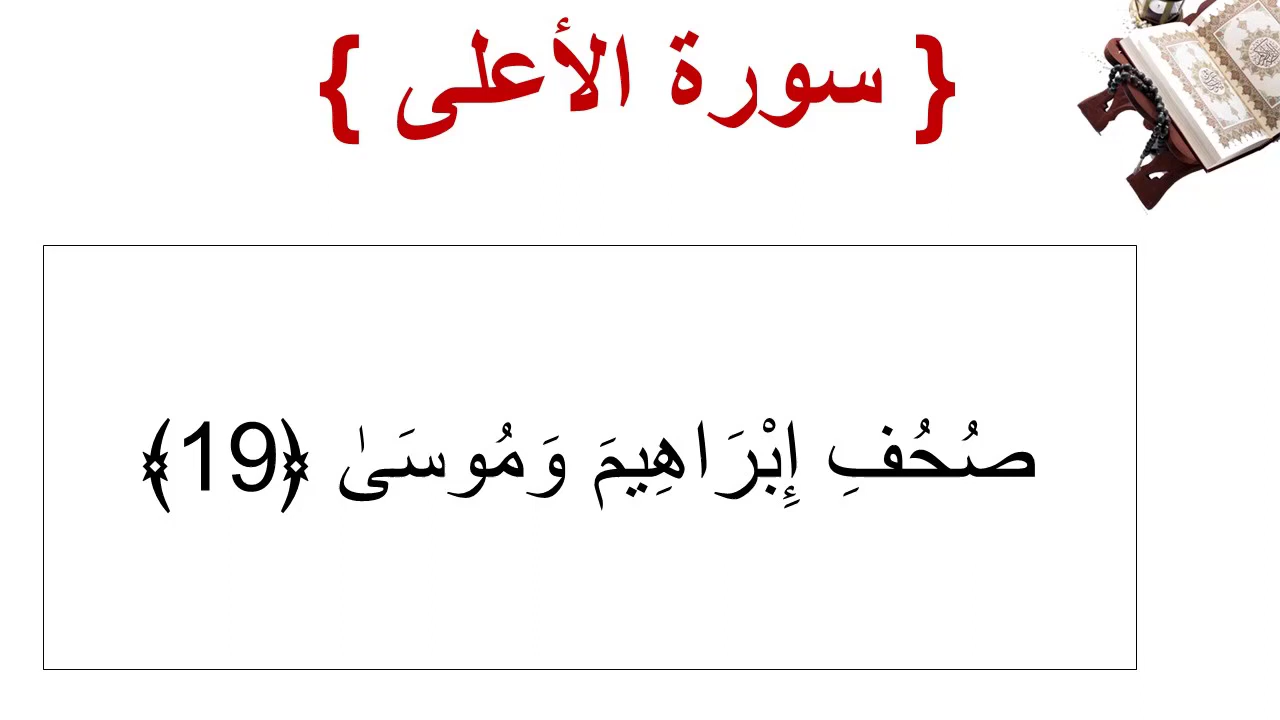 { سورة الأعلى }
صُحُفِ إِبْرَاهِيمَ وَمُوسَىٰ ﴿19﴾